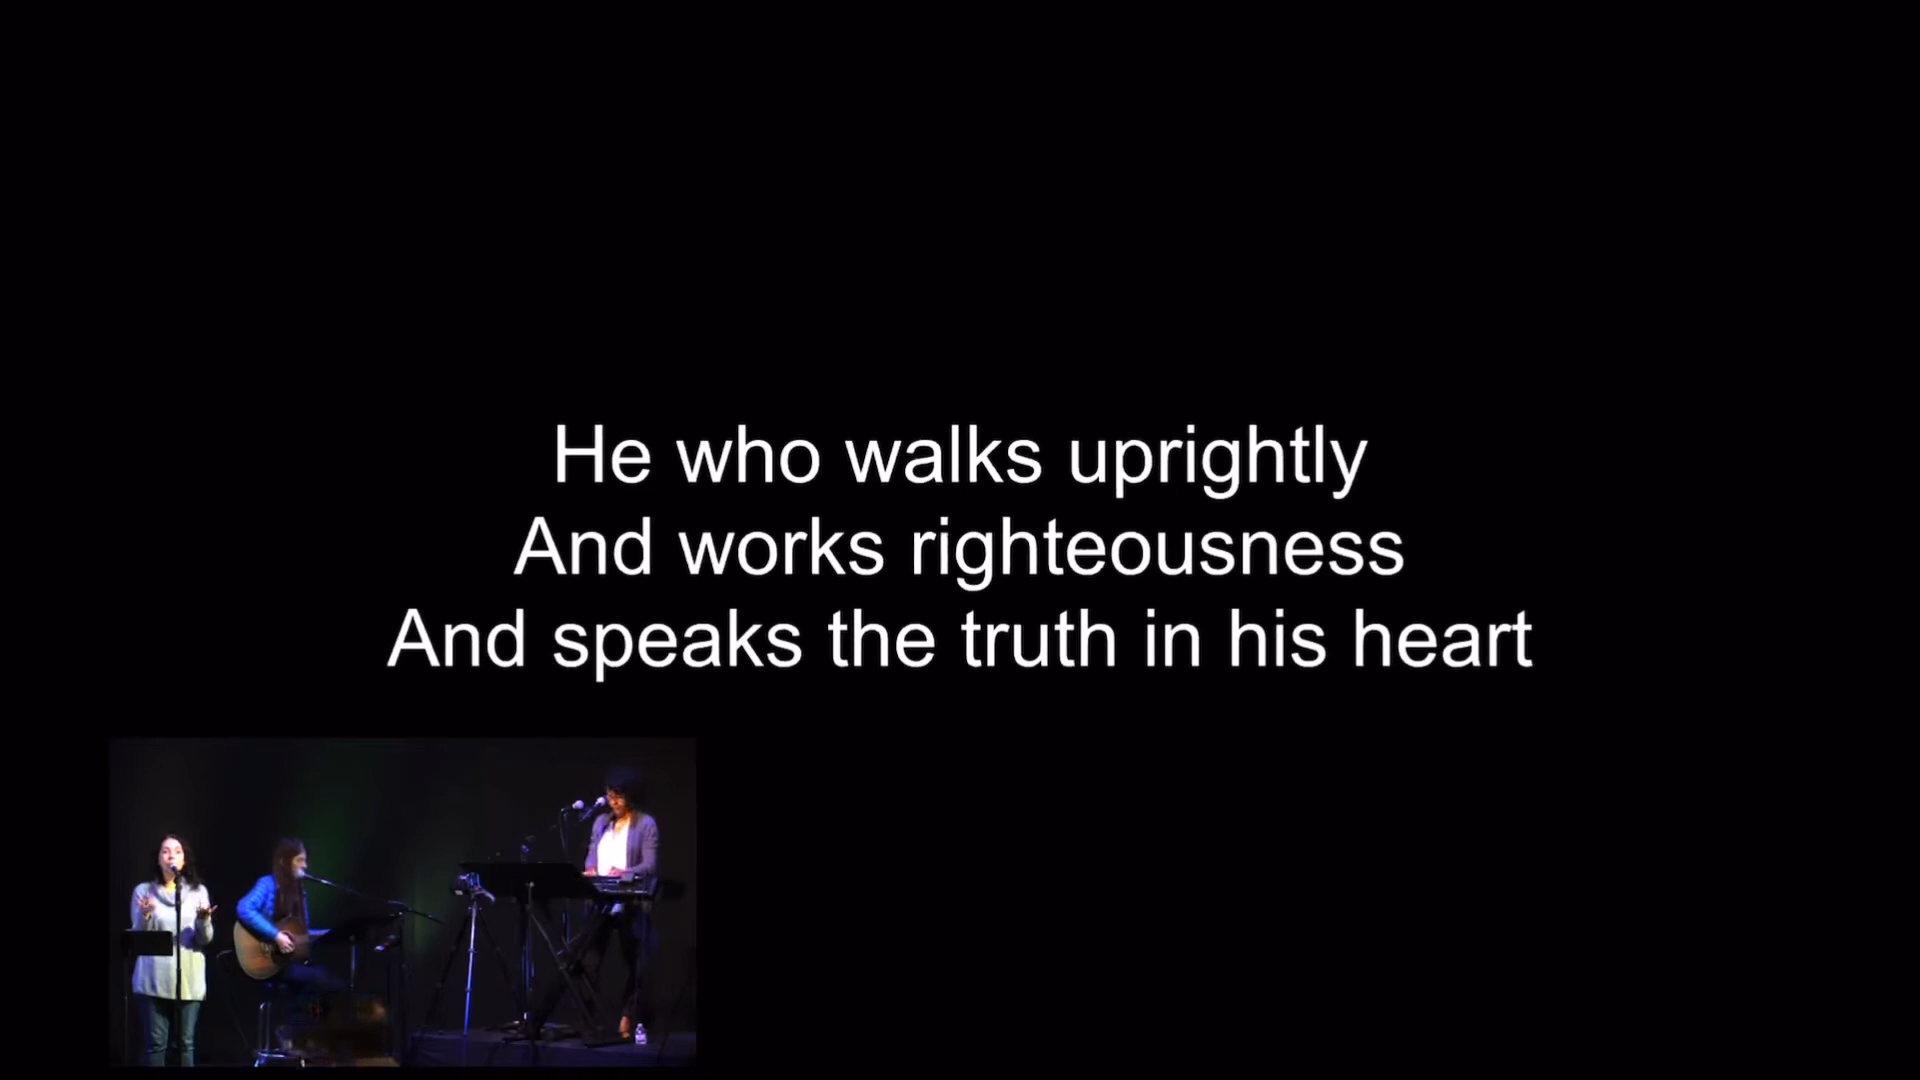 He who walks uprightly
And works righteousness
And speaks the truth in his heart